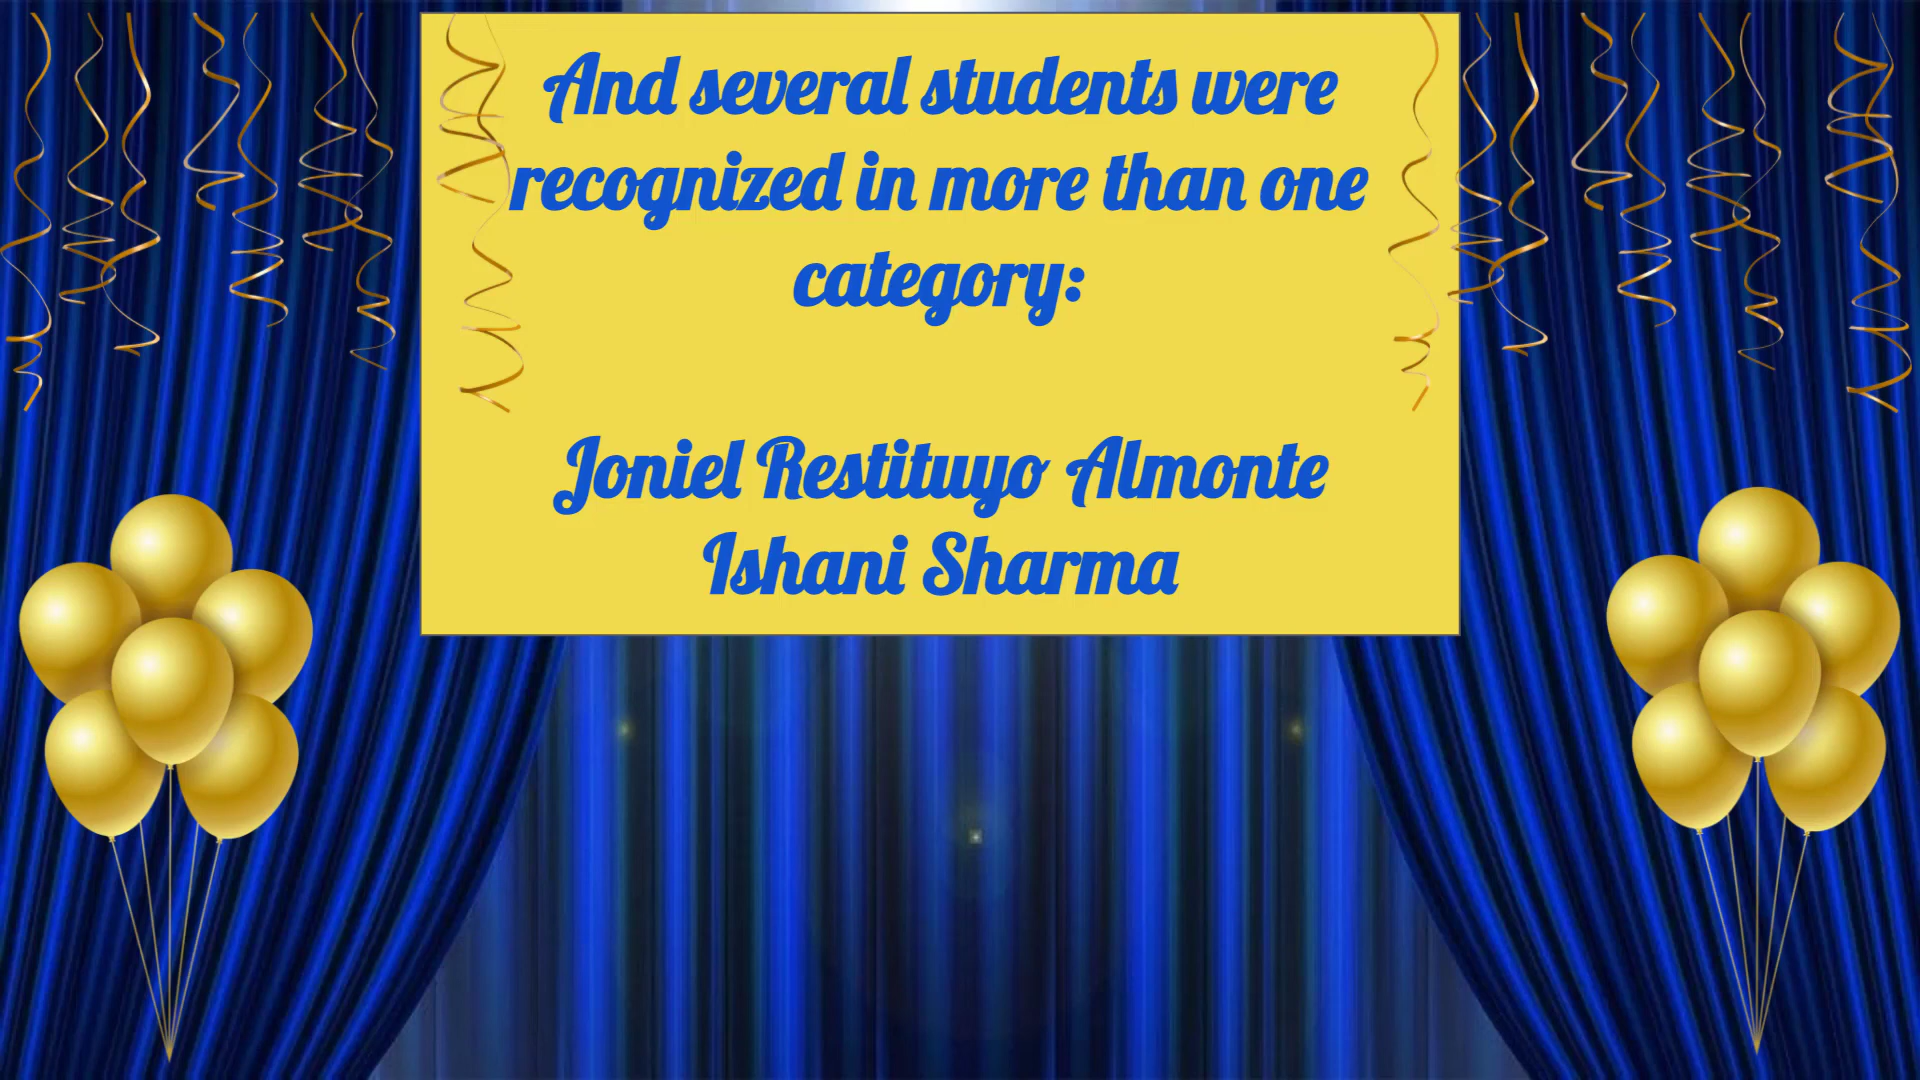 And several students were
recognized in more than one
category:
Joniel Restituyo Almonte
Ishani Sharma